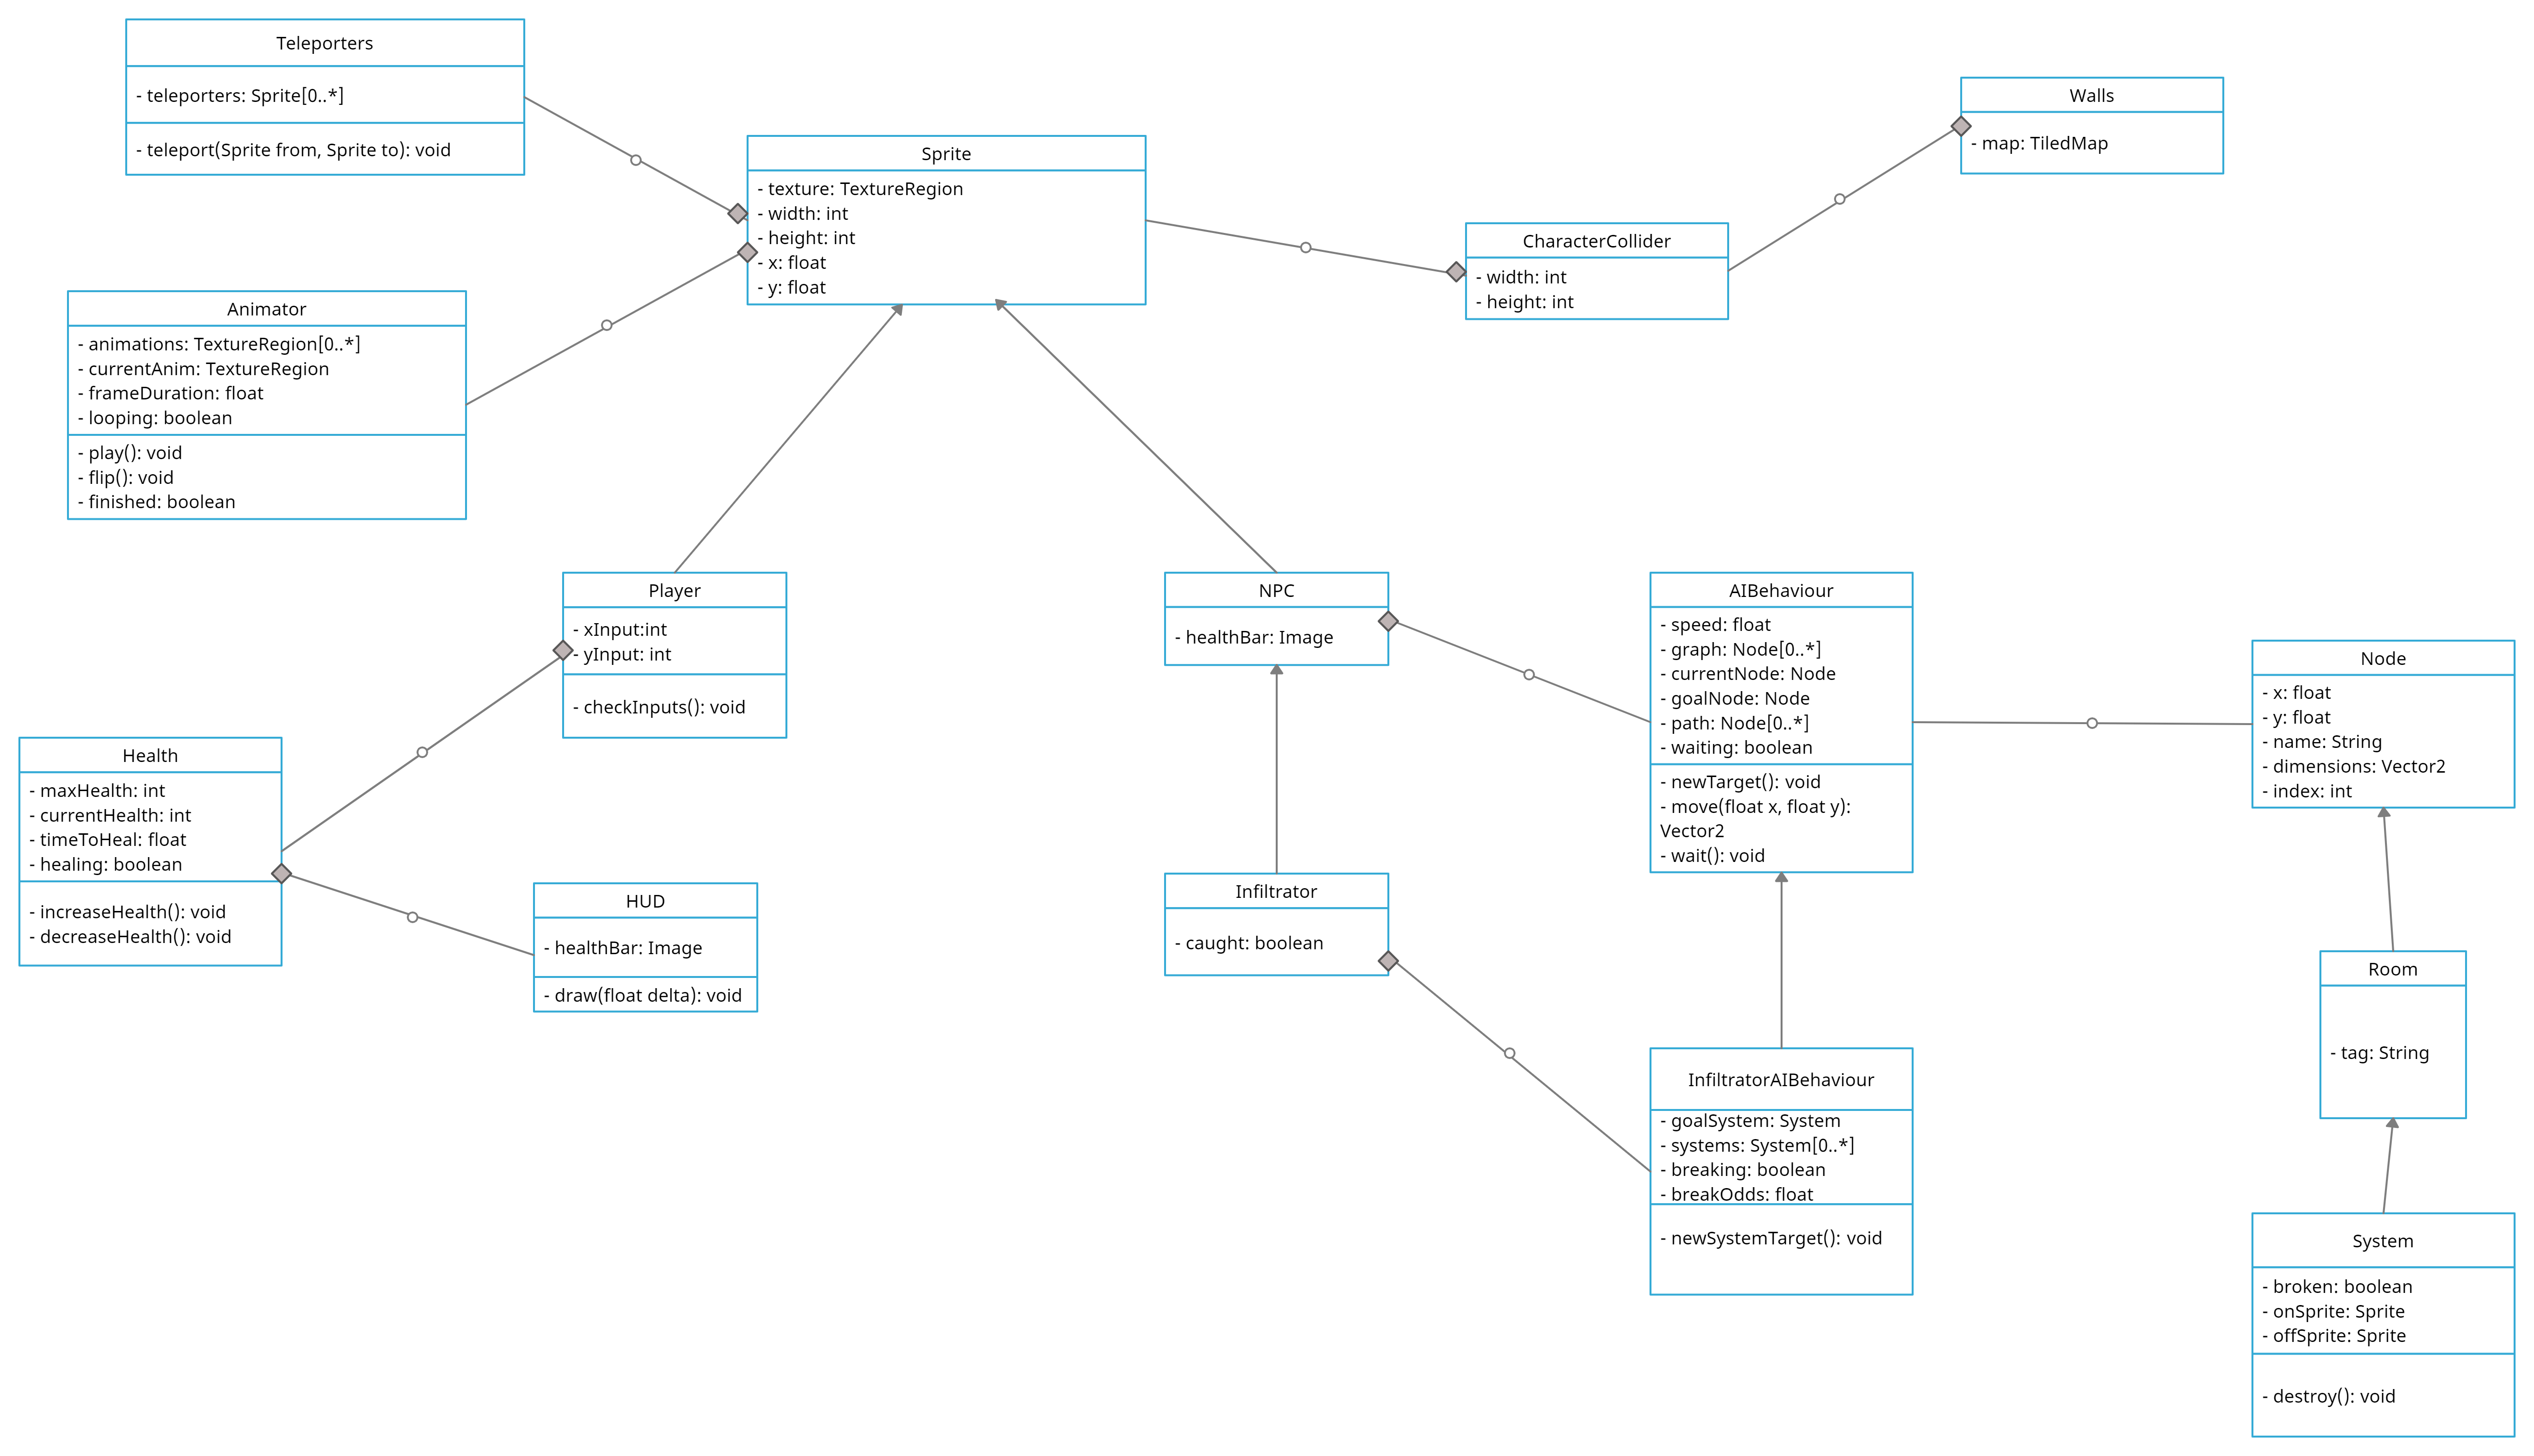 Teleporters
- teleporters: Sprite[0..*]
- teleport(Sprite from, Sprite to): void
Sprite
- texture: TextureRegion
- width: int
- height: int
- x: float
- y: float
Walls
- map: TiledMap
CharacterCollider
- width: int
- height: int
Animator
- animations: TextureRegion[0..*]
- currentAnim: TextureRegion
- frameDuration: float
- looping: boolean
- play(): void
- flip(): void
- finished: boolean
Player
- xInput:int
- yInput: int
- checkInputs(): void
NPC
- healthBar: Image
AIBehaviour
- speed: float
- graph: Node[0..*]
- currentNode: Node
- goalNode: Node
- path: Node[0..*]
- waiting: boolean
- newTarget(): void
- move(float x, float y):
Vector2
- wait(): void
Node
- x: float
- y: float
- name: String
- dimensions: Vector2
- index: int
Health
- maxHealth: int
- currentHealth: int
- timeToHeal: float
- healing: boolean
- increaseHealth(): void
- decreaseHealth(): void
HUD
- healthBar: Image
- draw(float delta): void
Infiltrator
- caught: boolean
Room
- tag: String
InfiltratorAIBehaviour
- goalSystem: System
- systems: System[0..*]
- breaking: boolean
- breakOdds: float
- newSystemTarget(): void
System
- broken: boolean
- onSprite: Sprite
- offSprite: Sprite
- destroy(): void